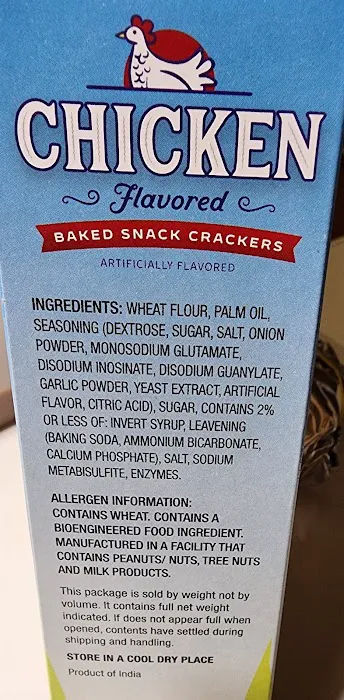 CHICKEN
Flavored
BAKED SNACK CRACKERS
ARTIFICIALLY FLAVORED
INGREDIENTS: WHEAT FLOUR, PALM OIL,
SEASONING (DEXTROSE, SUGAR, SALT, ONION
POWDER, MONOSODIUM GLUTAMATE,
DISODIUM INOSINATE, DISODIUM GUANYLATE,
GARLIC POWDER, YEAST EXTRACT, ARTIFICIAL
FLAVOR, CITRIC ACID), SUGAR, CONTAINS 2%
OR LESS OF: INVERT SYRUP, LEAVENING
(BAKING SODA, AMMONIUM BICARBONATE,
CALCIUM PHOSPHATE), SALT, SODIUM
METABISULFITE, ENZYMES.
ALLERGEN INFORMATION:
CONTAINS WHEAT. CONTAINS A
BIOENGINEERED FOOD INGREDIENT.
MANUFACTURED IN A FACILITY THAT
CONTAINS PEANUTS/ NUTS, TREE NUTS
AND MILK PRODUCTS.
This package is sold by weight not by
volume. It contains full net weight
indicated. If does not appear full when
opened, contents have settled during
shipping and handling.
STORE IN A COOL DRY PLACE
Product of India